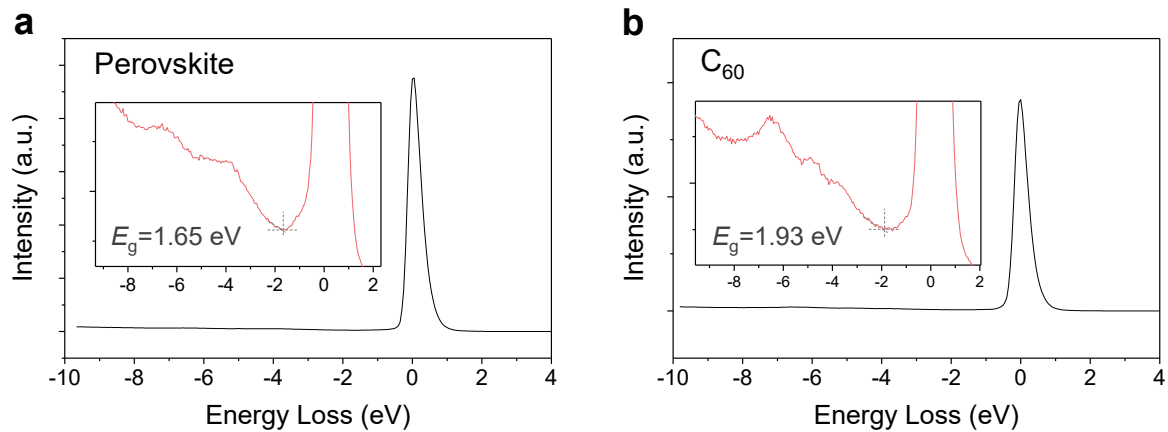 a
Perovskite
Intensity (a.u.)
E_g=1.65 eV
-8 -6 -4 -2 0 2
-10 -8 -6 -4 -2 0 2 4
Energy Loss (eV)
b
C₆₀
Intensity (a.u.)
E_g=1.93 eV
-8 -6 -4 -2 0 2
-10 -8 -6 -4 -2 0 2 4
Energy Loss (eV)